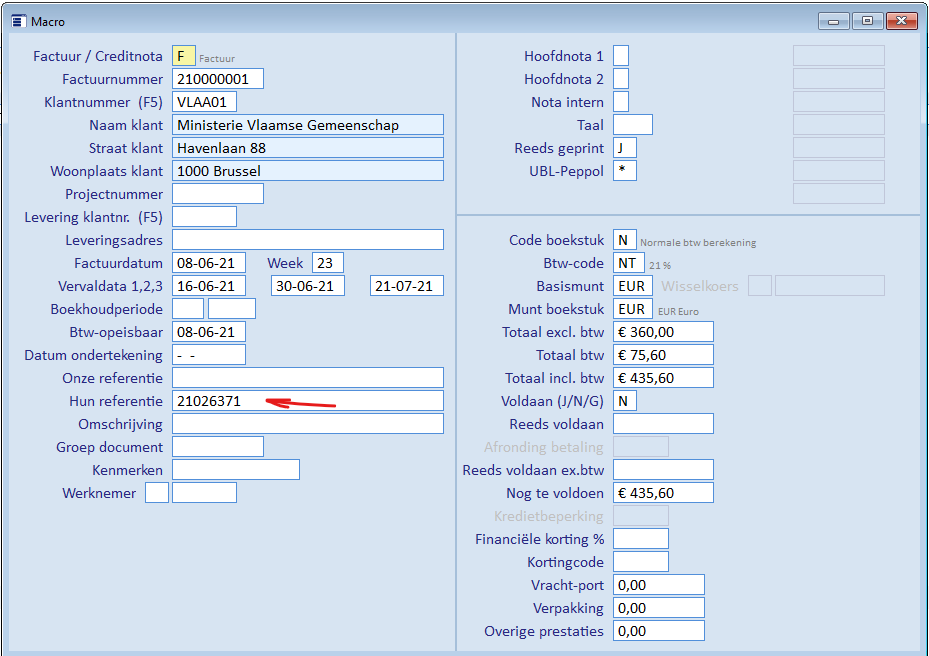 Macro
Factuur / Creditnota F Factuur
Factuurnummer 210000001
Klantnummer (F5) VLAA01
Naam klant Ministerie Vlaamse Gemeenschap
Straat klant Havenlaan 88
Woonplaats klant 1000 Brussel
Projectnummer
Levering klantnr. (F5)
Leveringsadres
Factuurdatum 08-06-21 Week 23
Vervaldata 1,2,3 16-06-21 30-06-21 21-07-21
Boekhoudperiode
Btw-opeisbaar 08-06-21
Datum ondertekening - -
Onze referentie
Hun referentie 21026371
Omschrijving
Groep document
Kenmerken
Werknemer
Hoofdnota 1
Hoofdnota 2
Nota intern
Taal
Reeds geprint J
UBL-Peppol *
Code boekstuk N Normale btw berekening
Btw-code NT 21 %
Basismunt EUR Wisselkoers
Munt boekstuk EUR EUR Euro
Totaal excl. btw € 360,00
Totaal btw € 75,60
Totaal incl. btw € 435,60
Voldaan (J/N/G) N
Reeds voldaan
Afronding betaling
Reeds voldaan ex.btw
Nog te voldoen € 435,60
Kredietbeperking
Financiële korting %
Kortingcode
Vracht-port 0,00
Verpakking 0,00
Overige prestaties 0,00